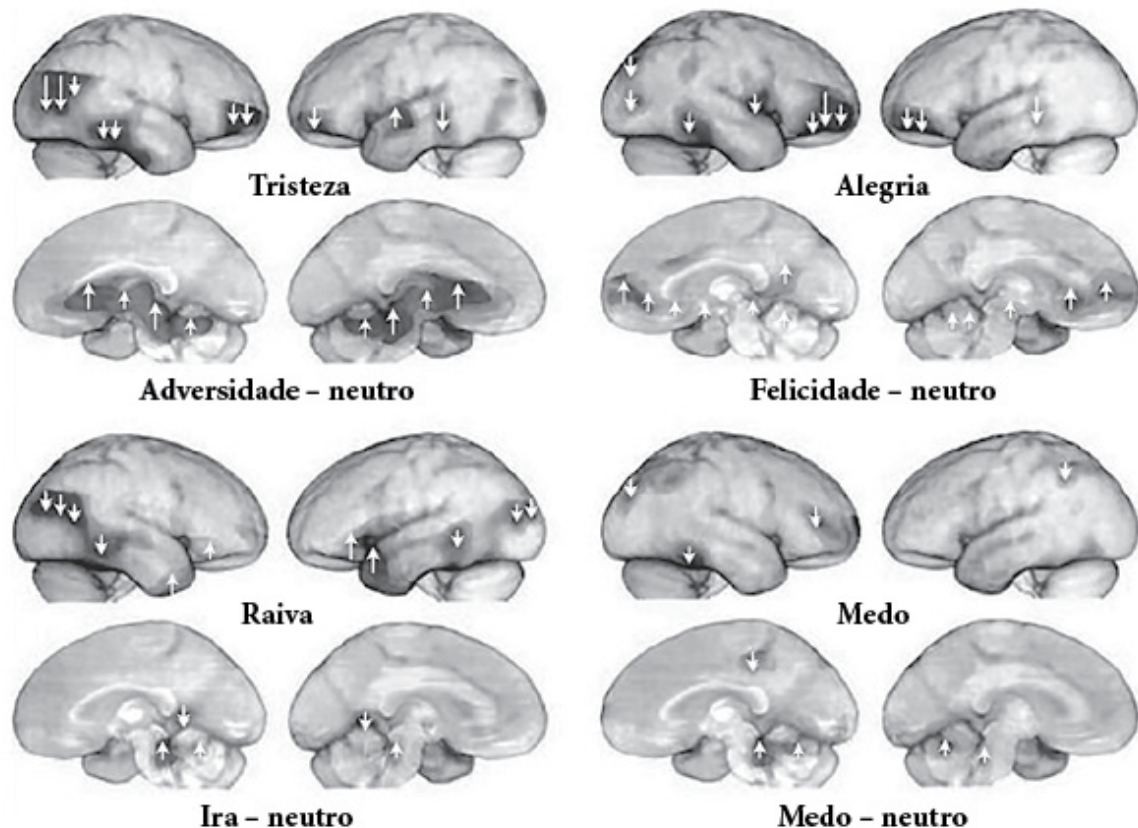 Tristeza
Alegria
Adversidade – neutro
Felicidade – neutro
Raiva
Medo
Ira – neutro
Medo – neutro